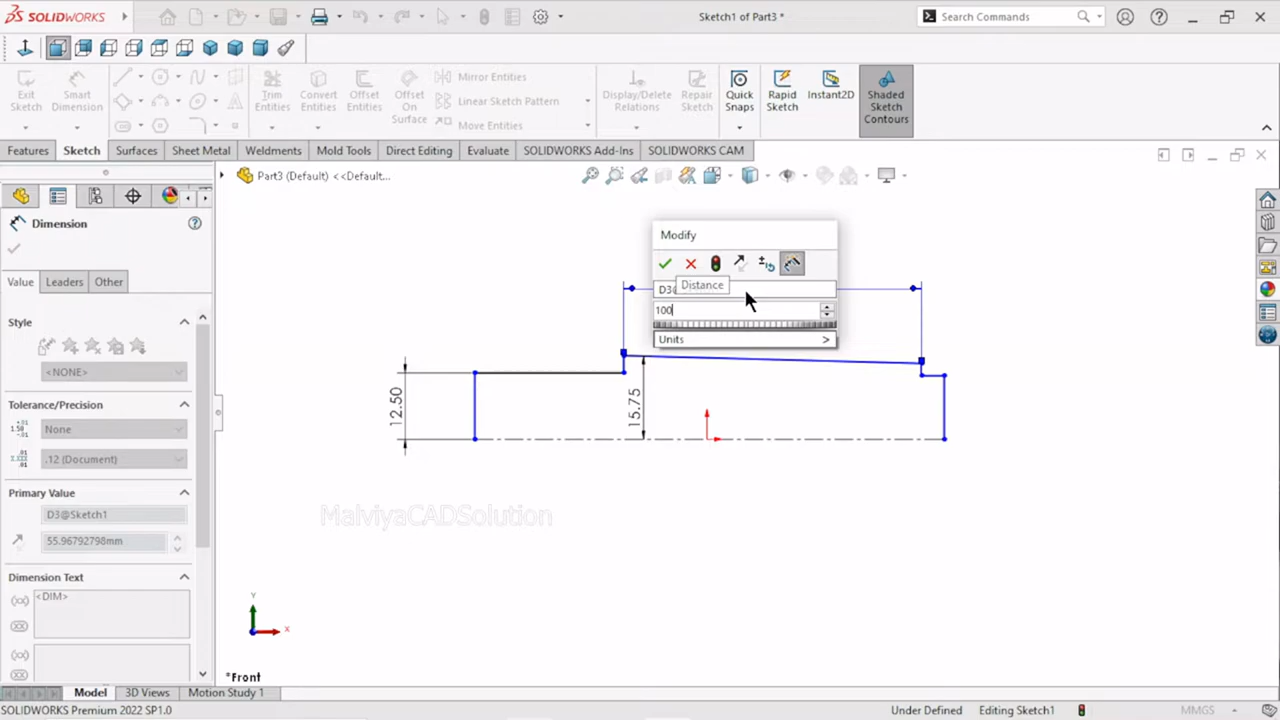 SOLIDWORKS
Sketch1 of Part3 *
Search Commands
Exit Sketch
Smart Dimension
Trim Entities
Convert Entities
Offset Entities
Offset On Surface
Mirror Entities
Linear Sketch Pattern
Move Entities
Display/Delete Relations
Repair Sketch
Quick Snaps
Rapid Sketch
Instant2D
Shaded Sketch Contours
Features
Sketch
Surfaces
Sheet Metal
Weldments
Mold Tools
Direct Editing
Evaluate
SOLIDWORKS Add-Ins
SOLIDWORKS CAM
Part3 (Default) <<Default...
Dimension
Value
Leaders
Other
Style
<NONE>
Tolerance/Precision
None
.12 (Document)
Primary Value
D3@Sketch1
55.96792798mm
Dimension Text
<DIM>
Modify
Distance
100
Units
>
12.50
15.75
MalviyaCADSolution
Y
X
*Front
Model
3D Views
Motion Study 1
SOLIDWORKS Premium 2022 SP1.0
Under Defined
Editing Sketch1
MMGS